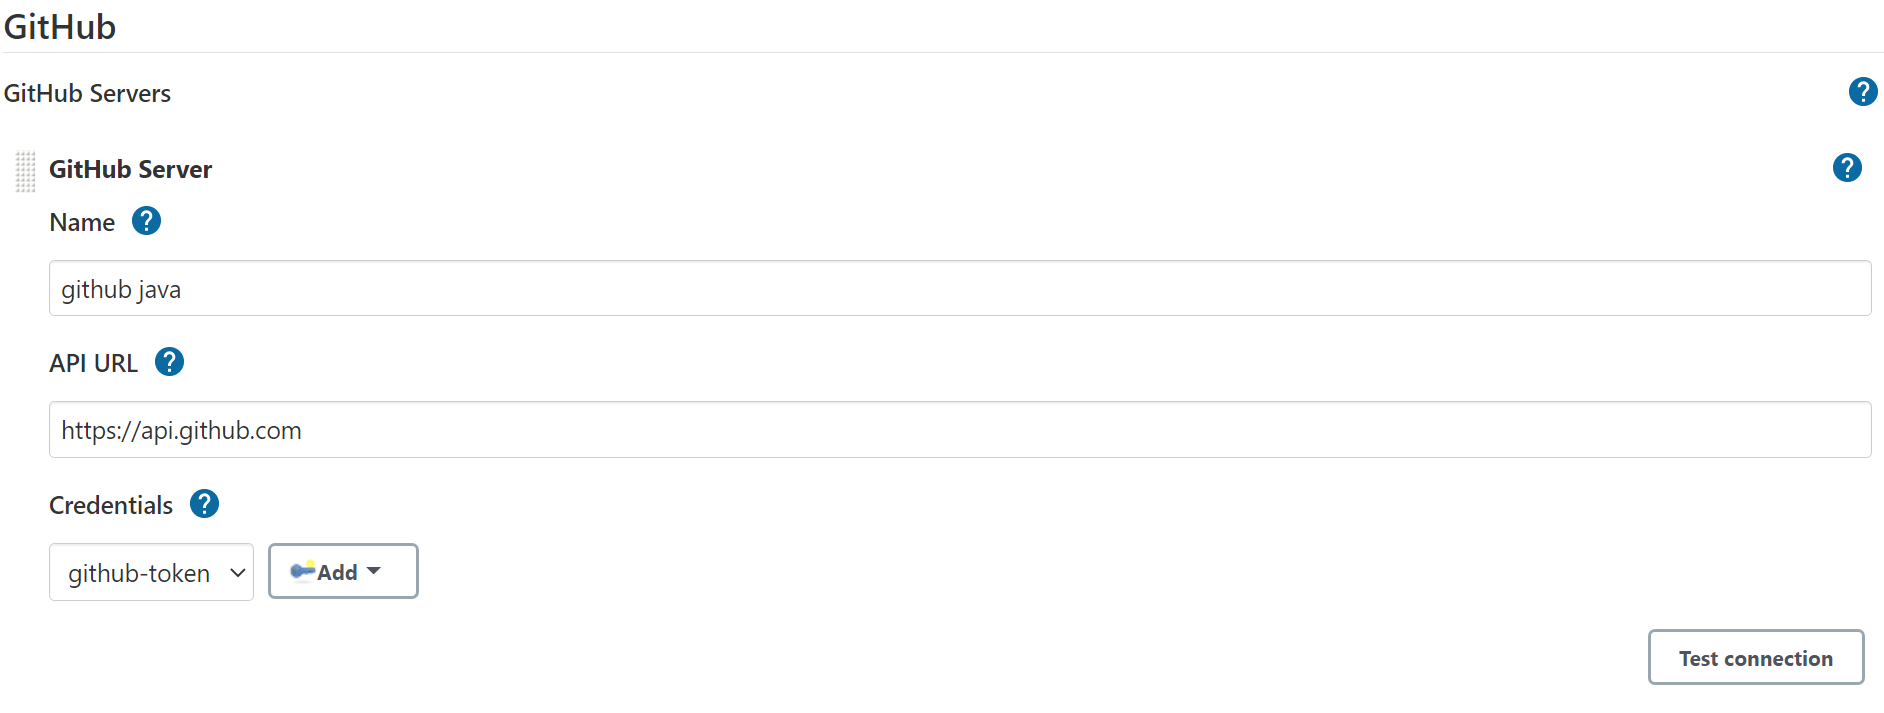 GitHub
GitHub Servers
?
GitHub Server
?
Name ?
github java
API URL ?
https://api.github.com
Credentials ?
github-token
Add
Test connection